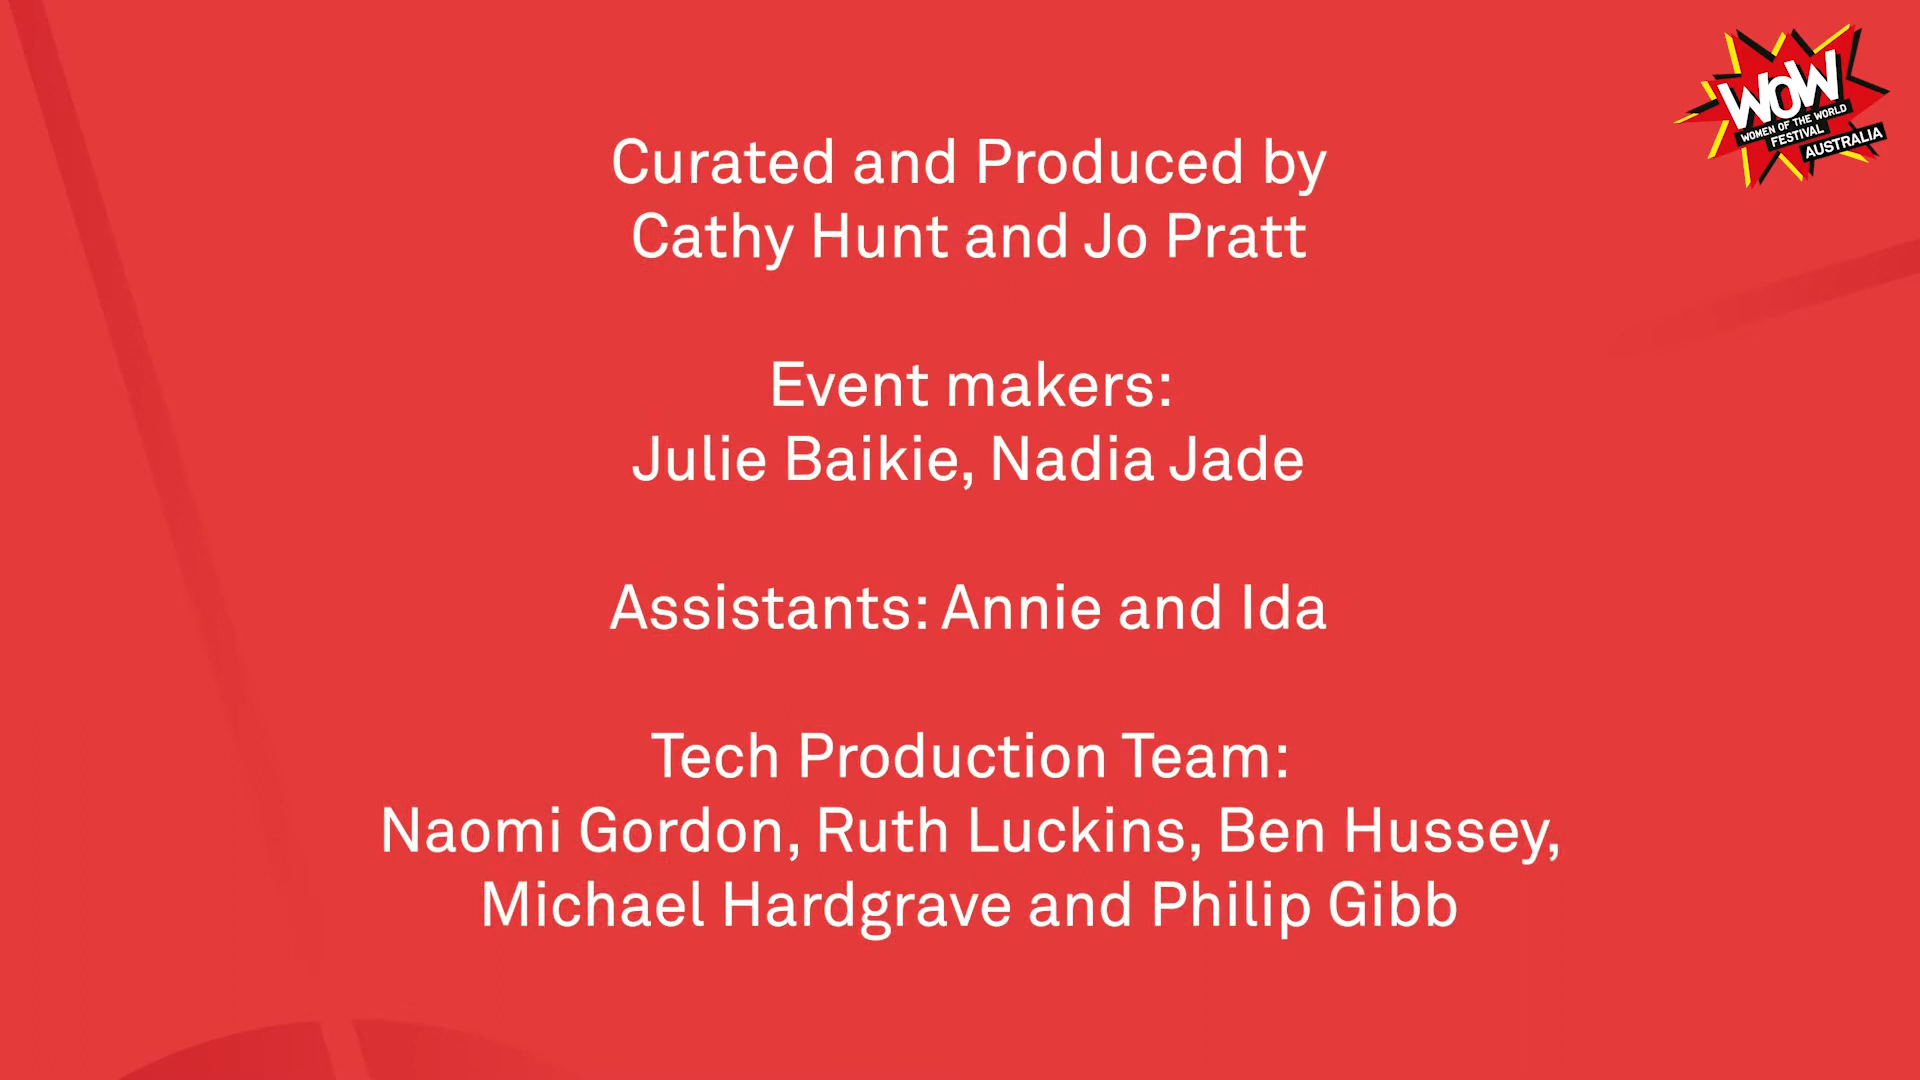 WOW
WOMEN OF THE WORLD
FESTIVAL
AUSTRALIA
Curated and Produced by
Cathy Hunt and Jo Pratt
Event makers:
Julie Baikie, Nadia Jade
Assistants: Annie and Ida
Tech Production Team:
Naomi Gordon, Ruth Luckins, Ben Hussey,
Michael Hardgrave and Philip Gibb